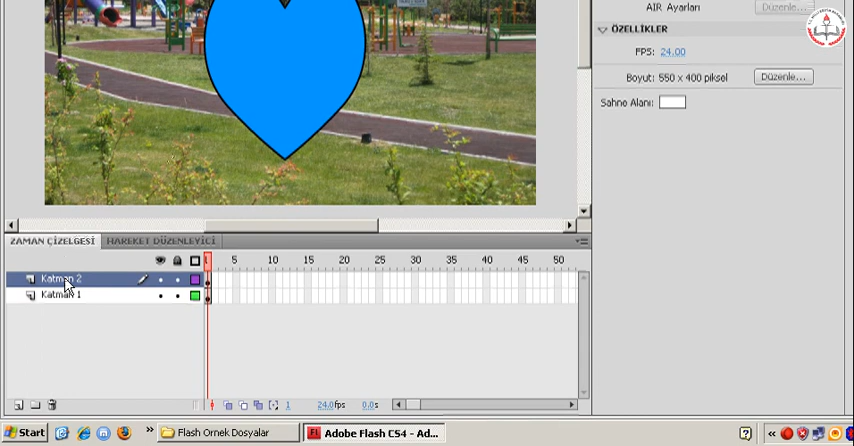 AIR Ayarları
Düzenle...
ÖZELLİKLER
FPS: 24.00
Boyut: 550 x 400 piksel
Düzenle...
Sahne Alanı:
ZAMAN ÇİZELGESİ
HAREKET DÜZENLEYİCİ
1 5 10 15 20 25 30 35 40 45 50
Katman 2
Katman 1
1 24.0fps 0.0s
Start
Flash Ornek Dosyalar
Adobe Flash CS4 - Ad...